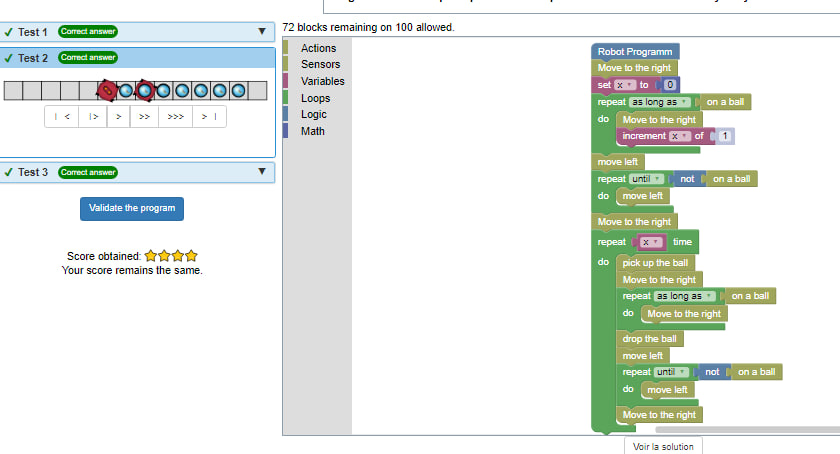 72 blocks remaining on 100 allowed.
✓ Test 1 Correct answer ▼
✓ Test 2 Correct answer
| < |> > >> >>> > |
✓ Test 3 Correct answer ▼
Validate the program
Score obtained:
Your score remains the same.
Actions
Sensors
Variables
Loops
Logic
Math
Robot Programm
Move to the right
set x ▾ to 0
repeat as long as ▾ on a ball
do Move to the right
increment x ▾ of 1
move left
repeat until ▾ not on a ball
do move left
Move to the right
repeat x ▾ time
do pick up the ball
Move to the right
repeat as long as ▾ on a ball
do Move to the right
drop the ball
move left
repeat until ▾ not on a ball
do move left
Move to the right
Voir la solution